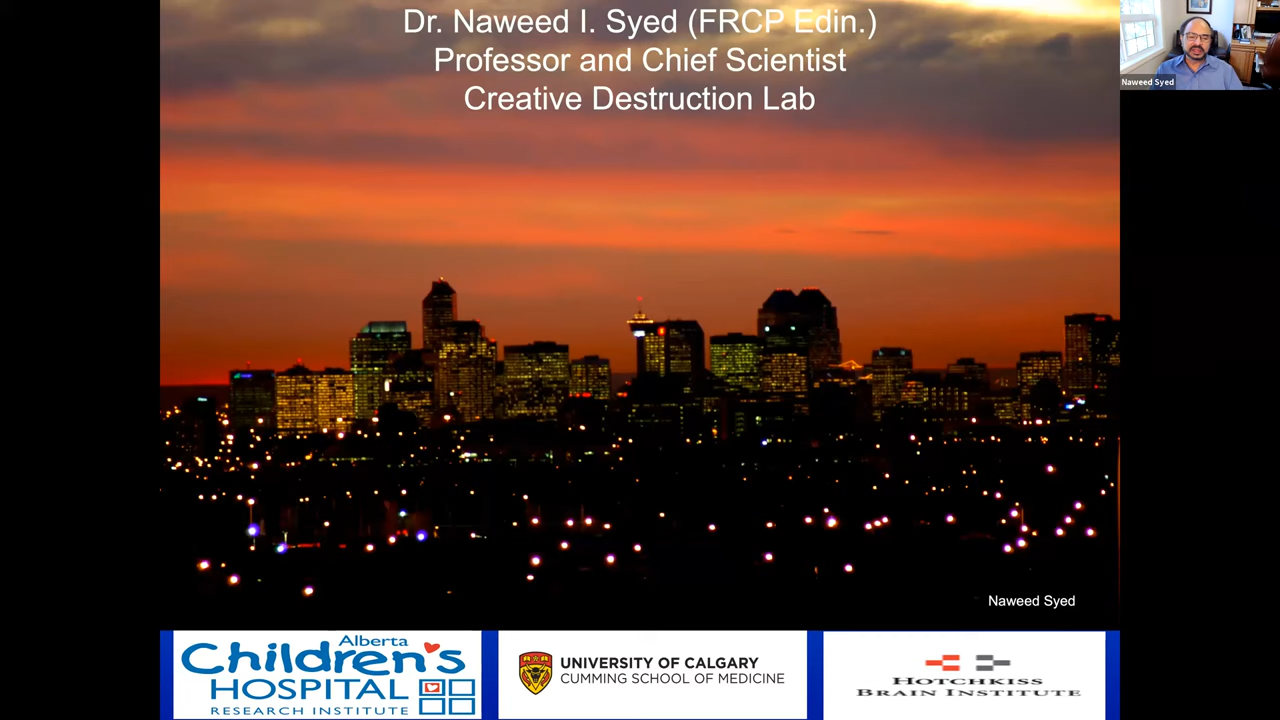 Dr. Naweed I. Syed (FRCP Edin.)
Professor and Chief Scientist
Creative Destruction Lab
Naweed Syed
Naweed Syed
Alberta
Children's
HOSPITAL
RESEARCH INSTITUTE
UNIVERSITY OF CALGARY
CUMMING SCHOOL OF MEDICINE
HOTCHKISS
BRAIN INSTITUTE